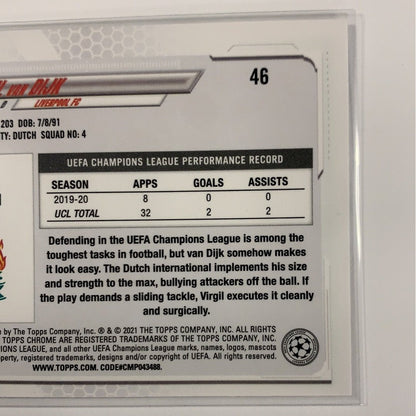 46
VAN DIJK
D LIVERPOOL FC
203 DOB: 7/8/91
TY: DUTCH SQUAD NO: 4
UEFA CHAMPIONS LEAGUE PERFORMANCE RECORD
SEASON APPS GOALS ASSISTS
2019-20 8 0 0
UCL TOTAL 32 2 2
Defending in the UEFA Champions League is among the
toughest tasks in football, but van Dijk somehow makes
it look easy. The Dutch international implements his size
and strength to the max, bullying attackers off the ball. If
the play demands a sliding tackle, Virgil executes it cleanly
and surgically.
e by The Topps Company, Inc. ® & © 2021 THE TOPPS COMPANY, INC. ALL RIGHTS
TOPPS CHROME ARE REGISTERED TRADEMARKS OF THE TOPPS COMPANY, INC.
PIONS LEAGUE, and all other UEFA Champions League marks, names, logos, mascots
perty, registered trademarks, designs and/or copyright of UEFA. All rights reserved.
WWW.TOPPS.COM. CODE#CMP043488.